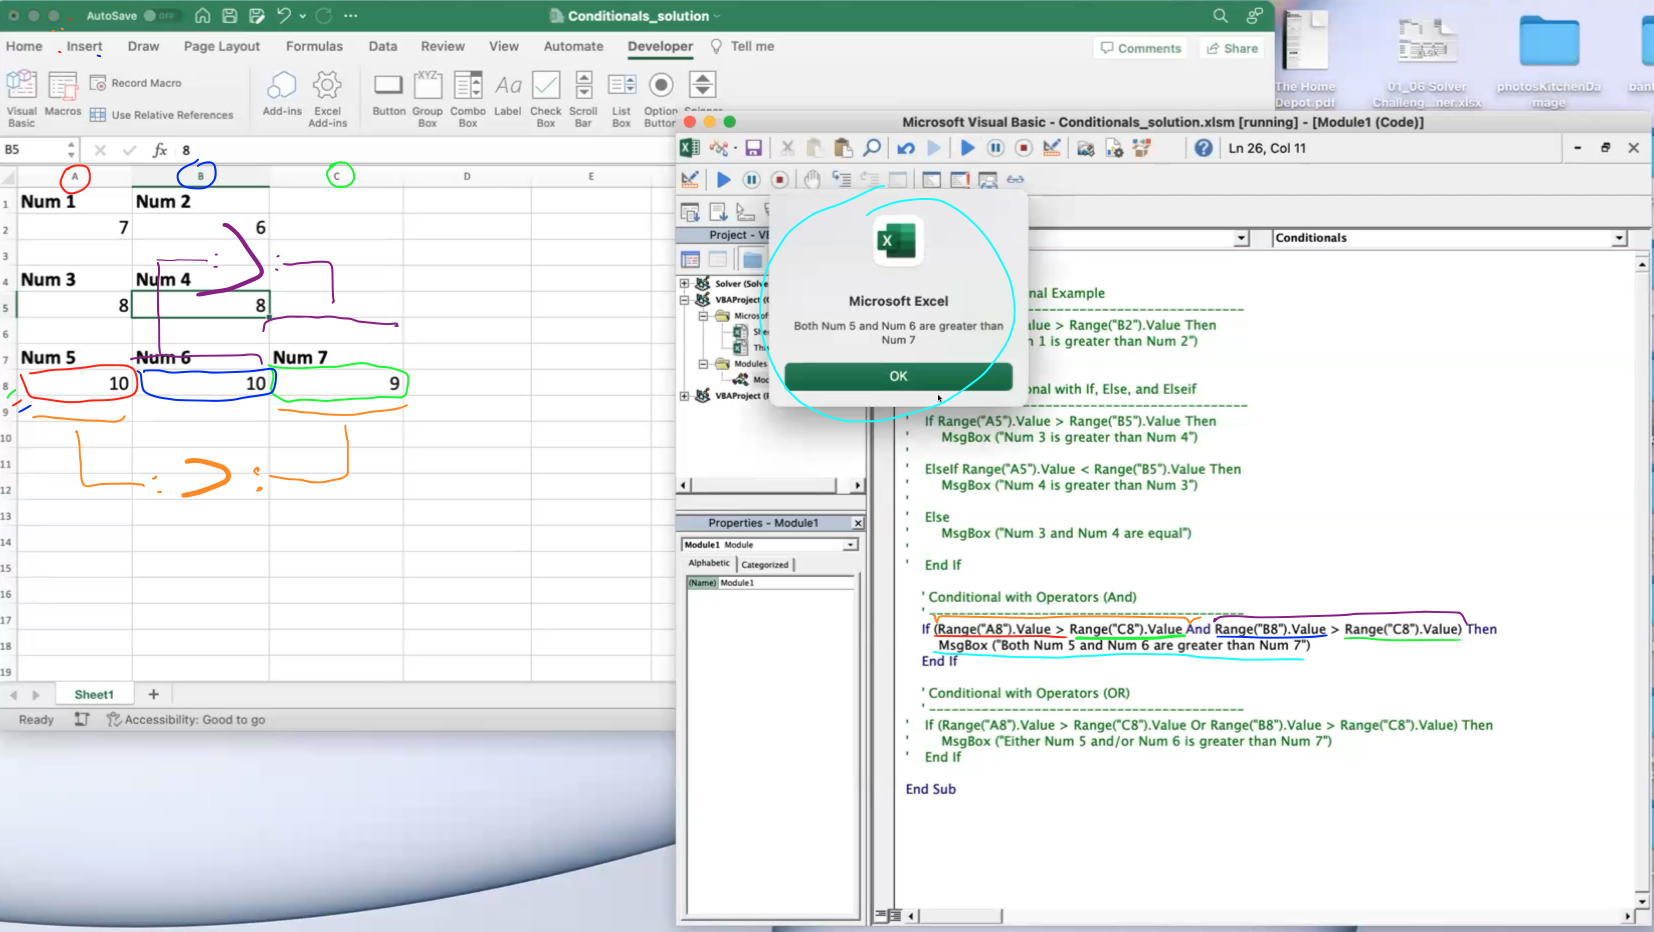 AutoSave OFF
Conditionals_solution
Home Insert Draw Page Layout Formulas Data Review View Automate Developer Tell me
Comments Share
Visual Basic
Macros
Record Macro
Use Relative References
Add-ins
Excel Add-ins
Button
XYZ
Group Box
Combo Box
Aa
Label
Check Box
Scroll Bar
List Box
Option Button
B5 fx 8
A B C D E
1 Num 1 Num 2
2 7 6
3
4 Num 3 Num 4
5 8 8
6
7 Num 5 Num 6 Num 7
8 10 10 9
9
10
11
12
13
14
15
16
17
18
19
Sheet1 +
Ready Accessibility: Good to go
The Home Depot.pdf
01_06 Solver Challeng...ner.xlsx
photosKitchenDamage
Microsoft Visual Basic - Conditionals_solution.xlsm [running] - [Module1 (Code)]
Ln 26, Col 11
Project - VB
Solver (Solve
VBAProject (
Microsof
She
Thi
Modules
Mod
VBAProject (F
Microsoft Excel
Both Num 5 and Num 6 are greater than
Num 7
OK
Properties - Module1
Module1 Module
Alphabetic Categorized
(Name) Module1
Conditionals
nal Example
lue > Range("B2").Value Then
n 1 is greater than Num 2")
nal with If, Else, and Elseif
' If Range("A5").Value > Range("B5").Value Then
' MsgBox ("Num 3 is greater than Num 4")
'
' ElseIf Range("A5").Value < Range("B5").Value Then
' MsgBox ("Num 4 is greater than Num 3")
'
' Else
' MsgBox ("Num 3 and Num 4 are equal")
'
' End If
' Conditional with Operators (And)
' ----------------------------------------
If (Range("A8").Value > Range("C8").Value And Range("B8").Value > Range("C8").Value) Then
MsgBox ("Both Num 5 and Num 6 are greater than Num 7")
End If
' Conditional with Operators (OR)
' ----------------------------------------
' If (Range("A8").Value > Range("C8").Value Or Range("B8").Value > Range("C8").Value) Then
' MsgBox ("Either Num 5 and/or Num 6 is greater than Num 7")
' End If
End Sub